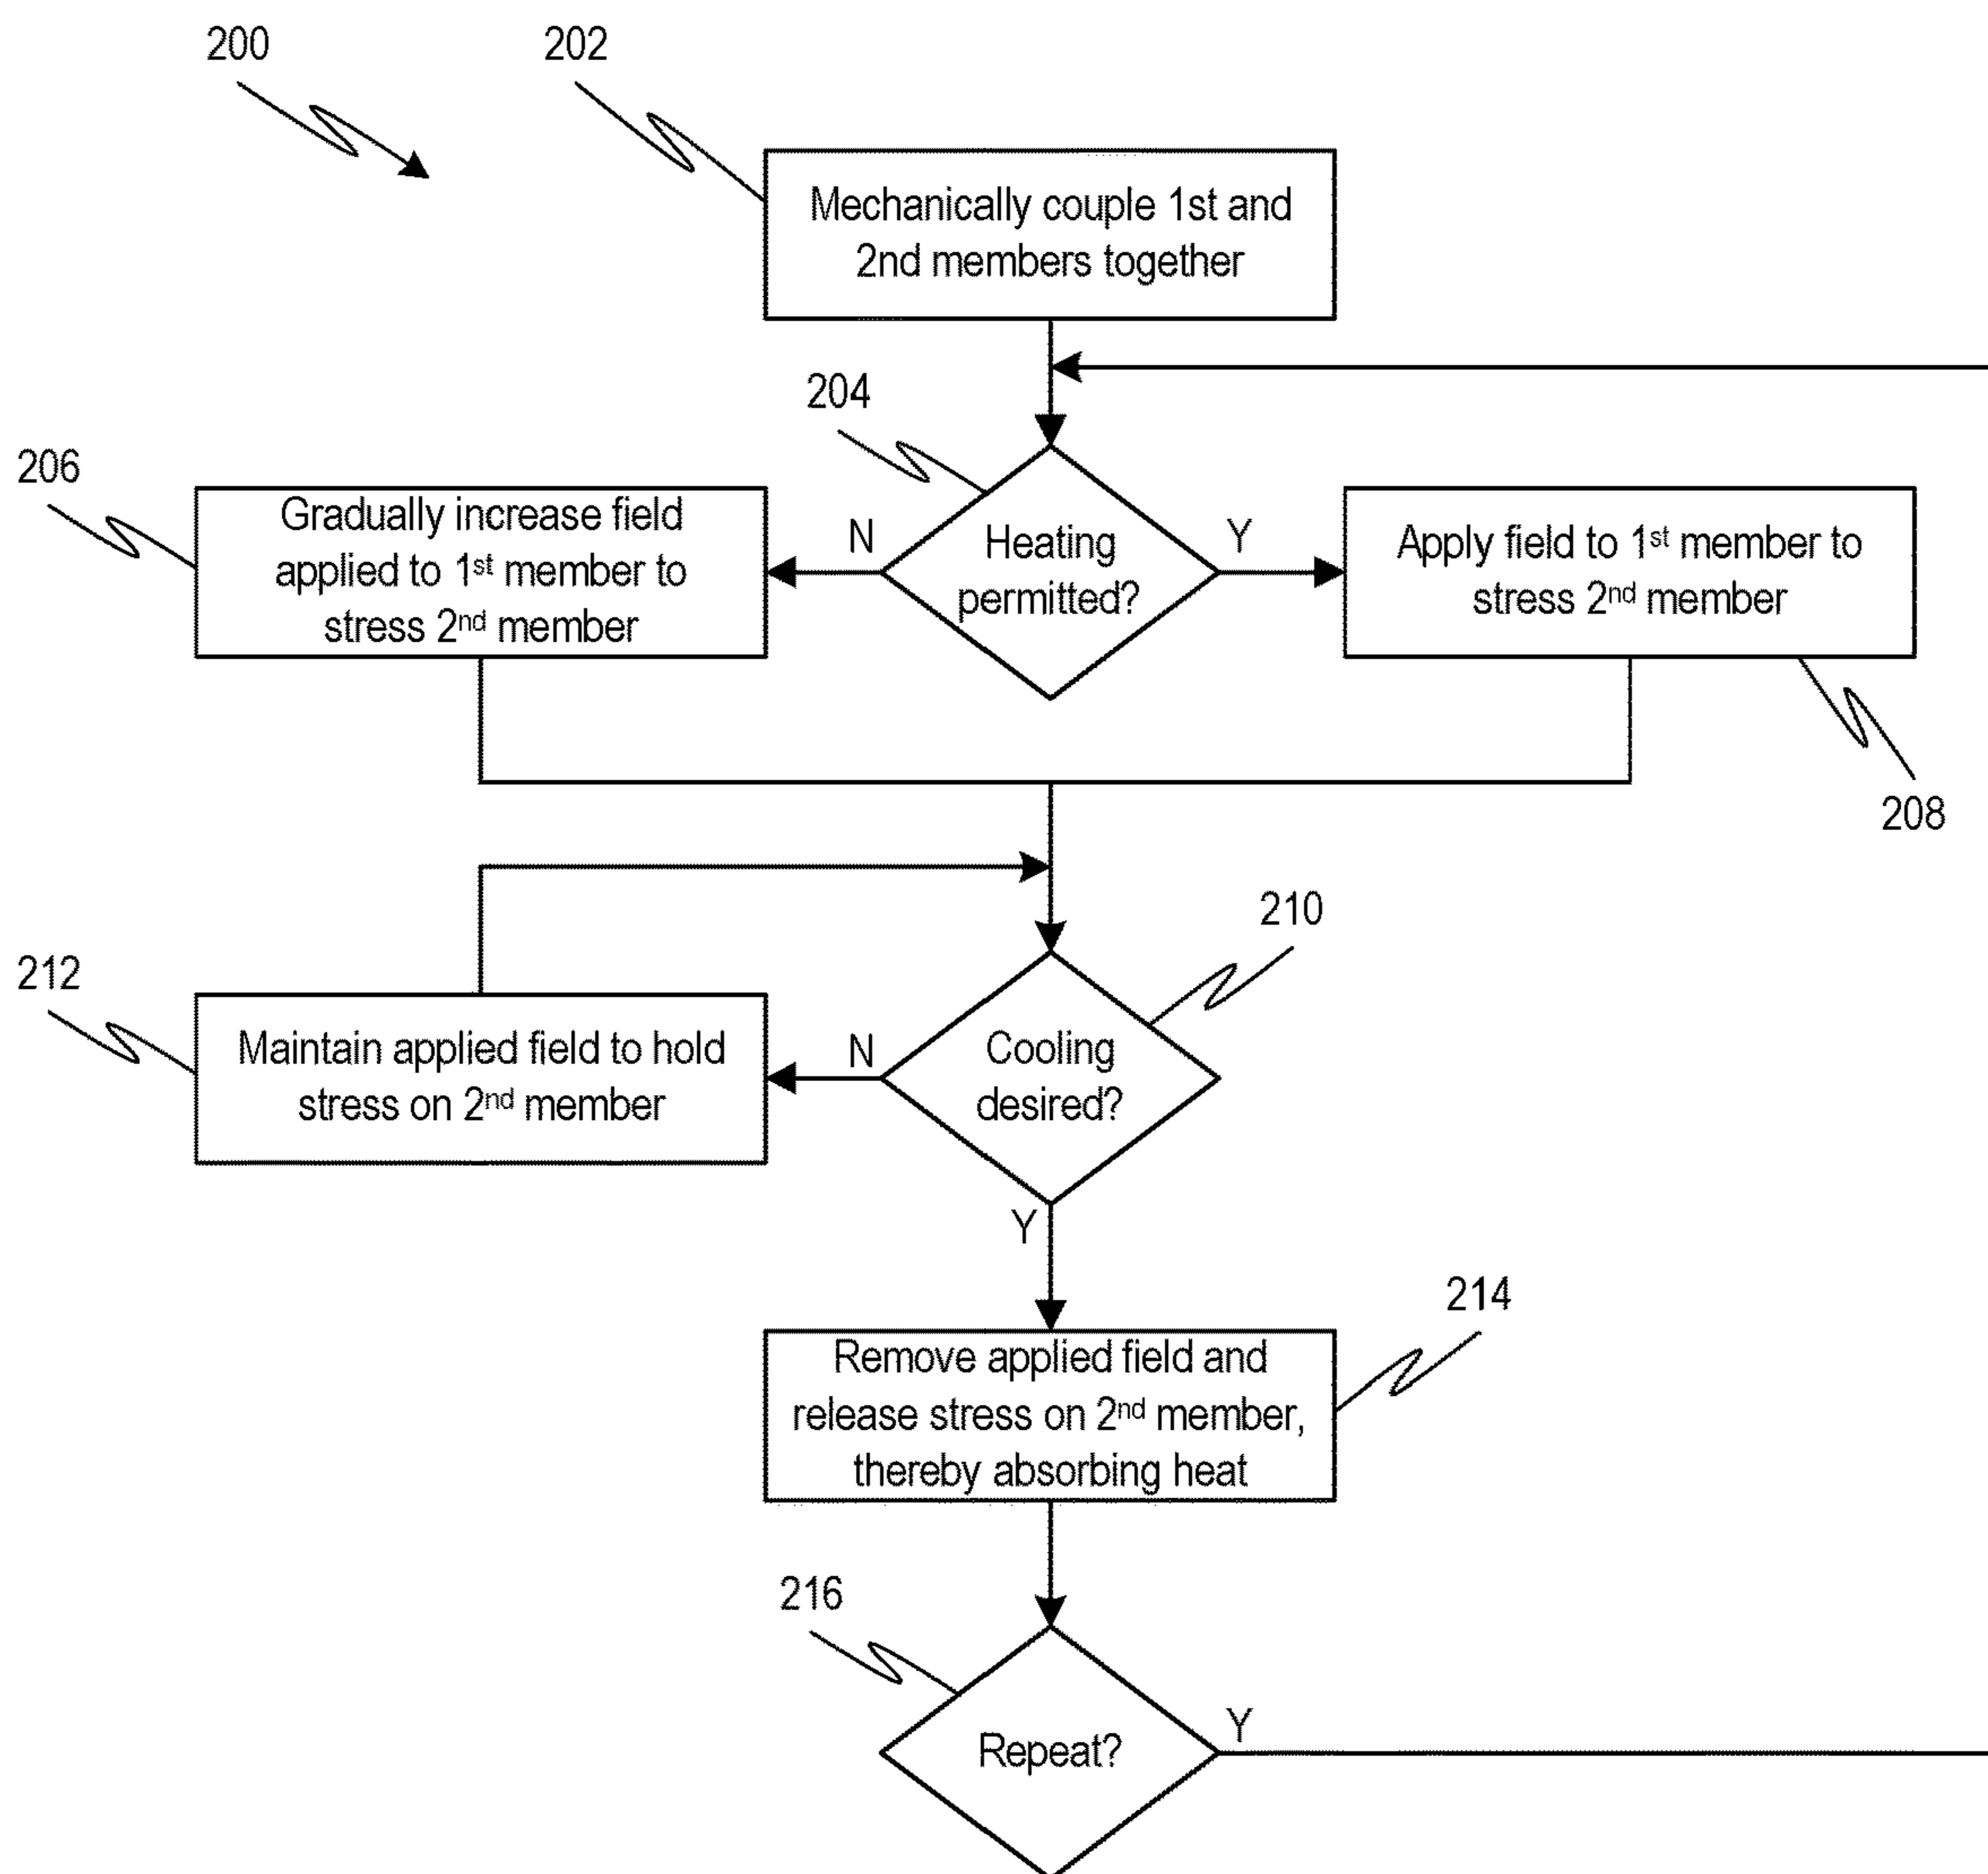 200
202
Mechanically couple 1st and
2nd members together
204
206
Gradually increase field
applied to 1st member to
stress 2nd member
N
Heating
permitted?
Y
Apply field to 1st member to
stress 2nd member
208
210
212
Maintain applied field to hold
stress on 2nd member
N
Cooling
desired?
Y
214
Remove applied field and
release stress on 2nd member,
thereby absorbing heat
216
Repeat?
Y